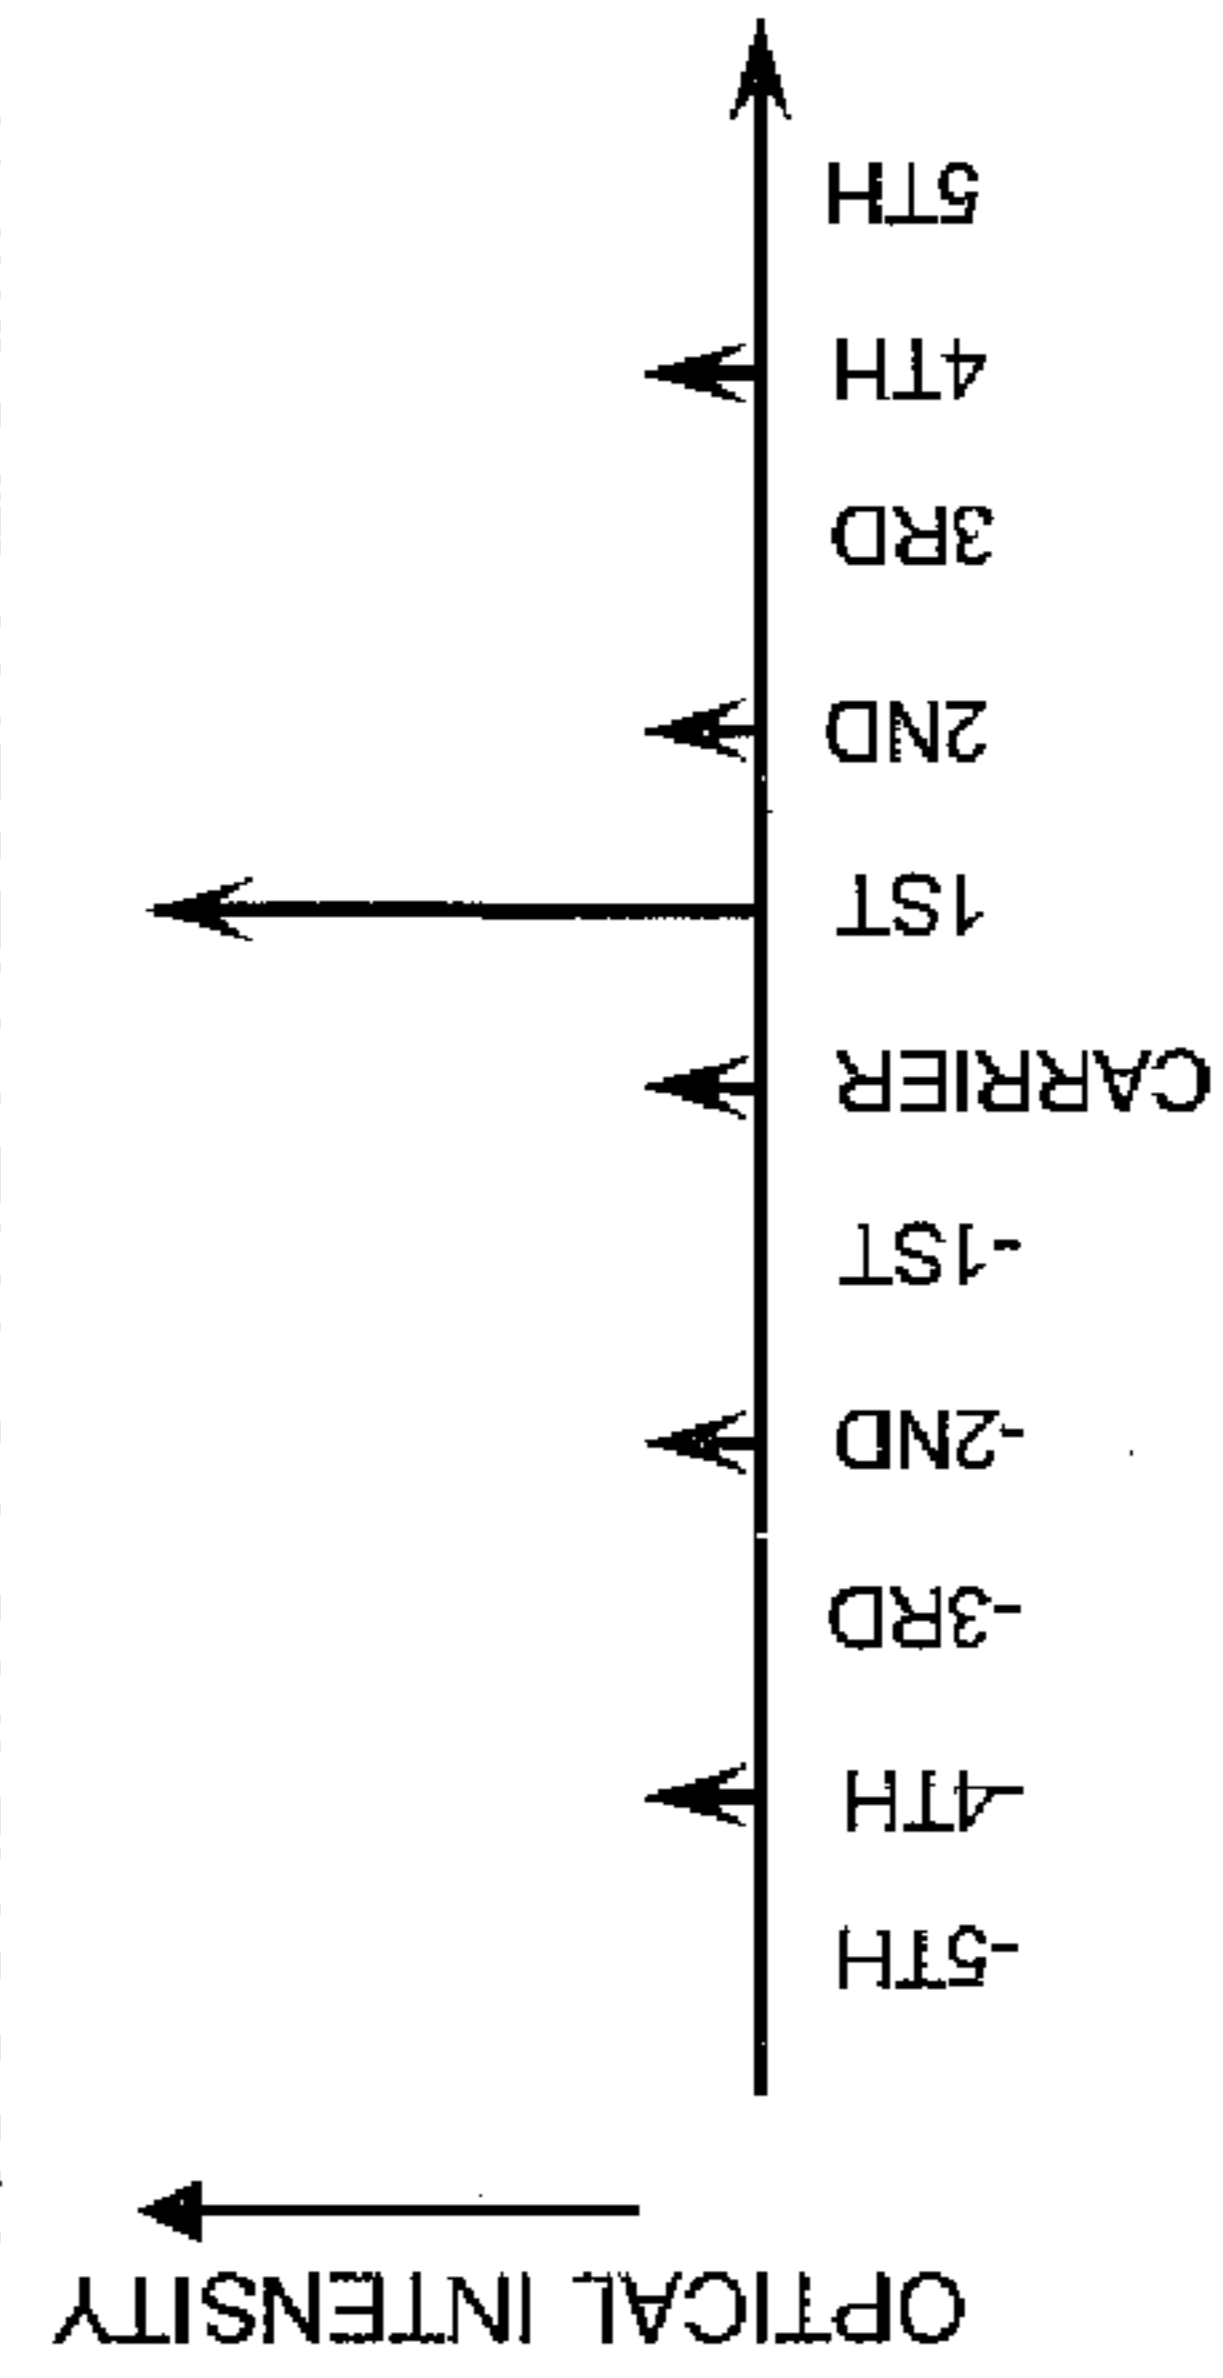 5TH
4TH
3RD
2ND
1ST
CARRIER
-1ST
-2ND
-3RD
-4TH
-5TH
OPTICAL INTENSITY